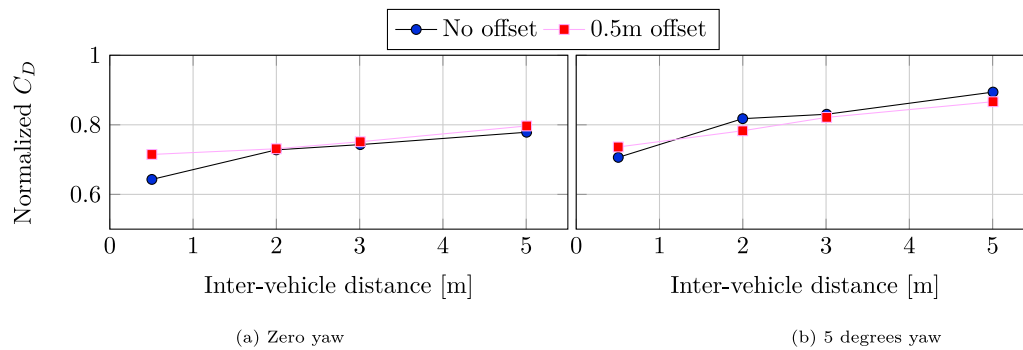 No offset 0.5m offset
Normalized C_D
1
0.8
0.6
0 1 2 3 4 5
0 1 2 3 4 5
Inter-vehicle distance [m]
Inter-vehicle distance [m]
(a) Zero yaw
(b) 5 degrees yaw